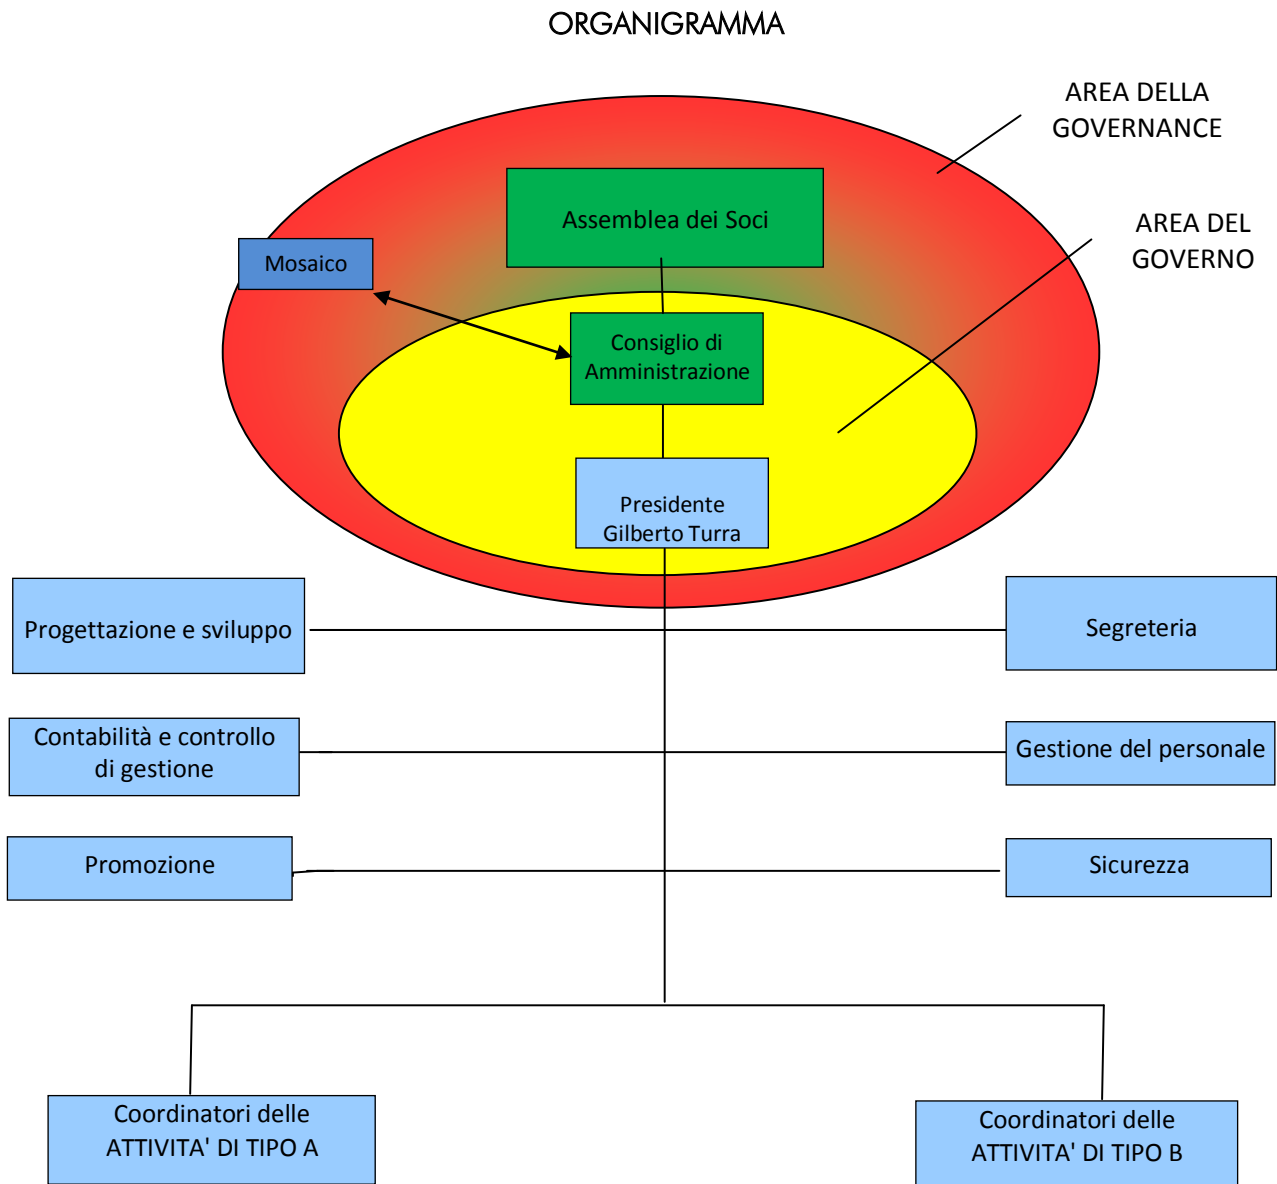 ORGANIGRAMMA
AREA DELLA
GOVERNANCE
Assemblea dei Soci
AREA DEL
GOVERNO
Mosaico
Consiglio di
Amministrazione
Presidente
Gilberto Turra
Progettazione e sviluppo
Segreteria
Contabilità e controllo
di gestione
Gestione del personale
Promozione
Sicurezza
Coordinatori delle
ATTIVITA' DI TIPO A
Coordinatori delle
ATTIVITA' DI TIPO B